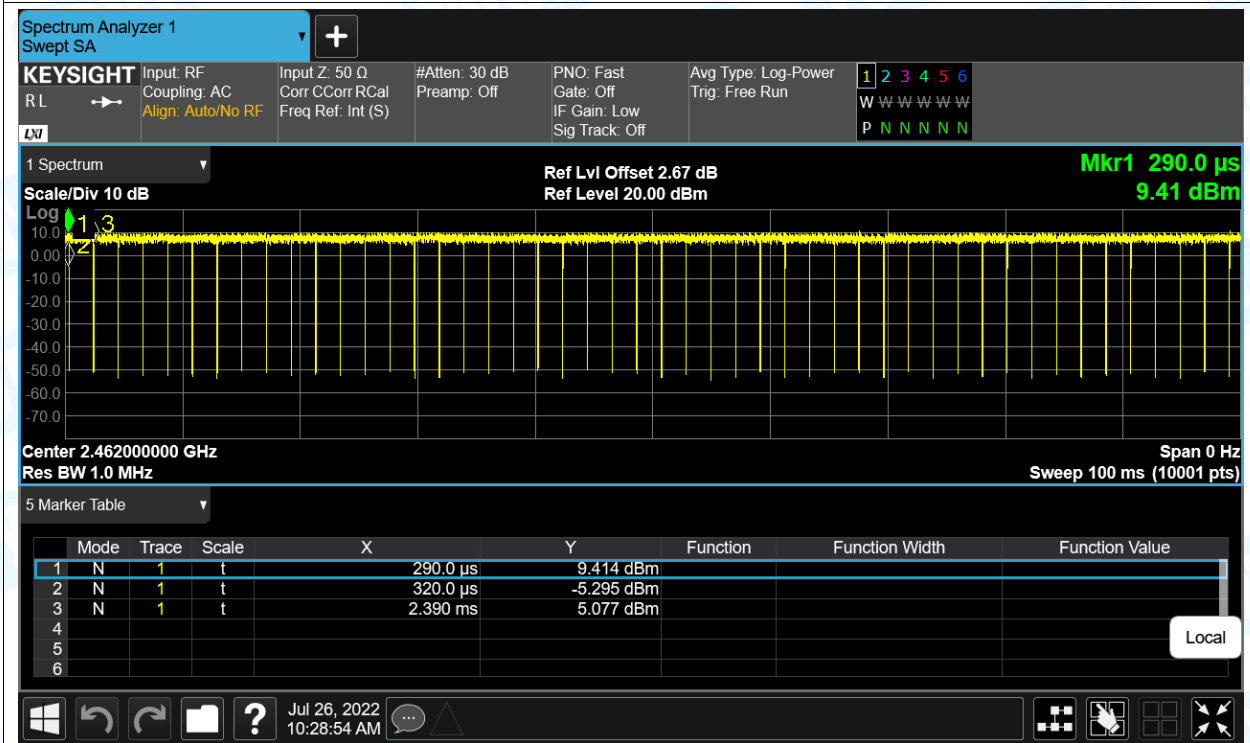 Spectrum Analyzer 1
Swept SA
KEYSIGHT Input: RF Input Z: 50 Ω #Atten: 30 dB PNO: Fast Avg Type: Log-Power 1 2 3 4 5 6
R L Coupling: AC Corr CCorr RCal Preamp: Off Gate: Off Trig: Free Run
Align: Auto/No RF Freq Ref: Int (S) IF Gain: Low W W W W W W
LXI Sig Track: Off P N N N N N
1 Spectrum Ref Lvl Offset 2.67 dB Mkr1 290.0 µs
Scale/Div 10 dB Ref Level 20.00 dBm 9.41 dBm
Log
1 3
10.0
2
0.00
-10.0
-20.0
-30.0
-40.0
-50.0
-60.0
-70.0
Center 2.462000000 GHz Span 0 Hz
Res BW 1.0 MHz Sweep 100 ms (10001 pts)
5 Marker Table
Mode Trace Scale X Y Function Function Width Function Value
1 N 1 t 290.0 µs 9.414 dBm
2 N 1 t 320.0 µs -5.295 dBm
3 N 1 t 2.390 ms 5.077 dBm
4
5
6
Local
? Jul 26, 2022
10:28:54 AM